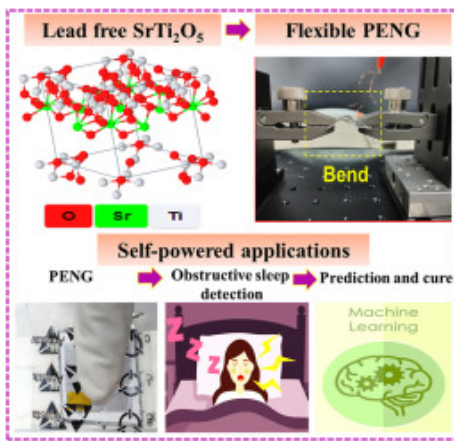 Lead free SrTi₂O₅
Flexible PENG
O
Sr
Ti
Bend
Self-powered applications
PENG
Obstructive sleep
detection
Prediction and cure
Z
Z
Z
Machine
Learning